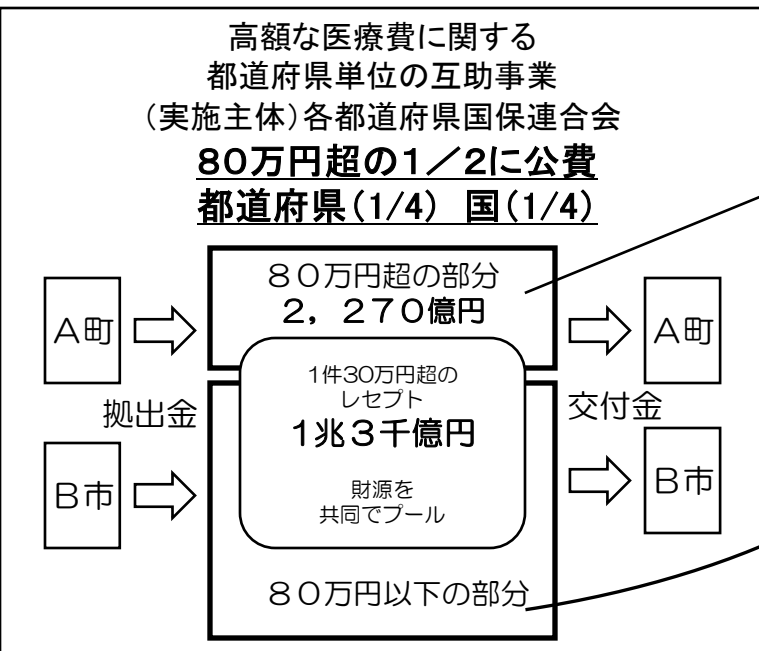 高額な医療費に関する
都道府県単位の互助事業
（実施主体）各都道府県国保連合会
８０万円超の１／２に公費
都道府県（1/4） 国（1/4）
８０万円超の部分
２，２７０億円
A町
A町
1件30万円超の
レセプト
１兆３千億円
拠出金
交付金
B市
B市
財源を
共同でプール
８０万円以下の部分